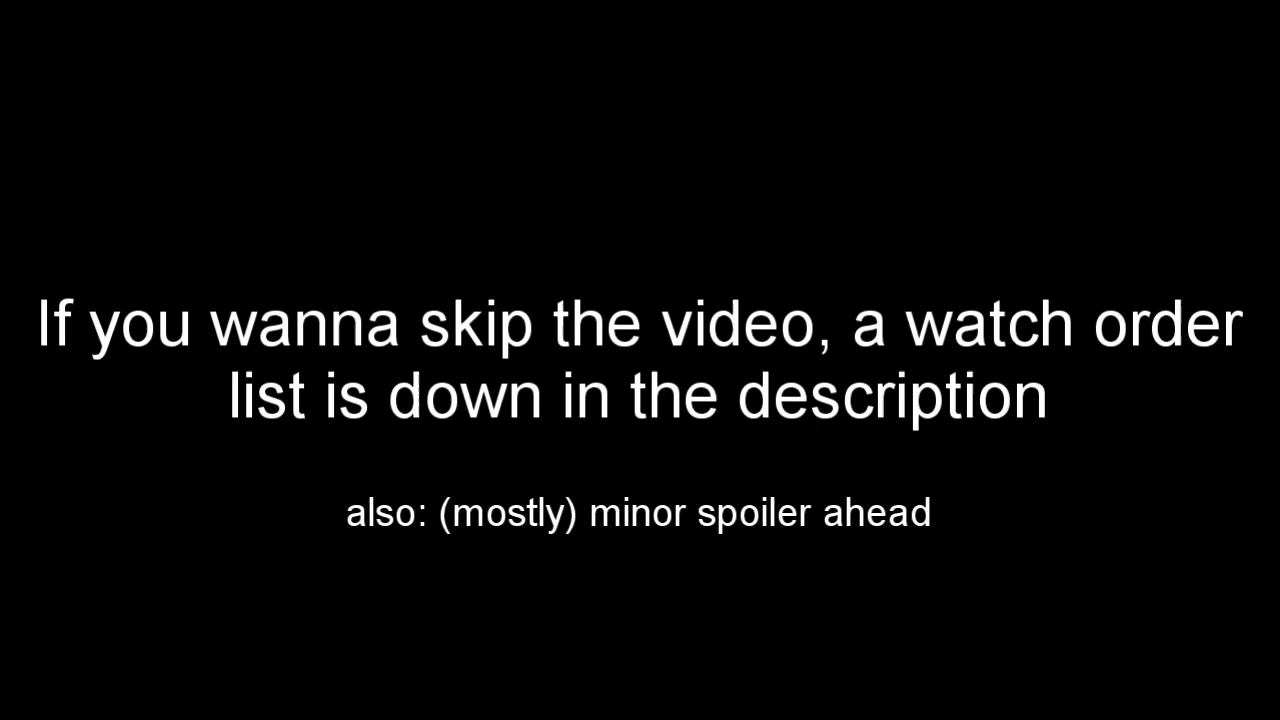 If you wanna skip the video, a watch order
list is down in the description
also: (mostly) minor spoiler ahead